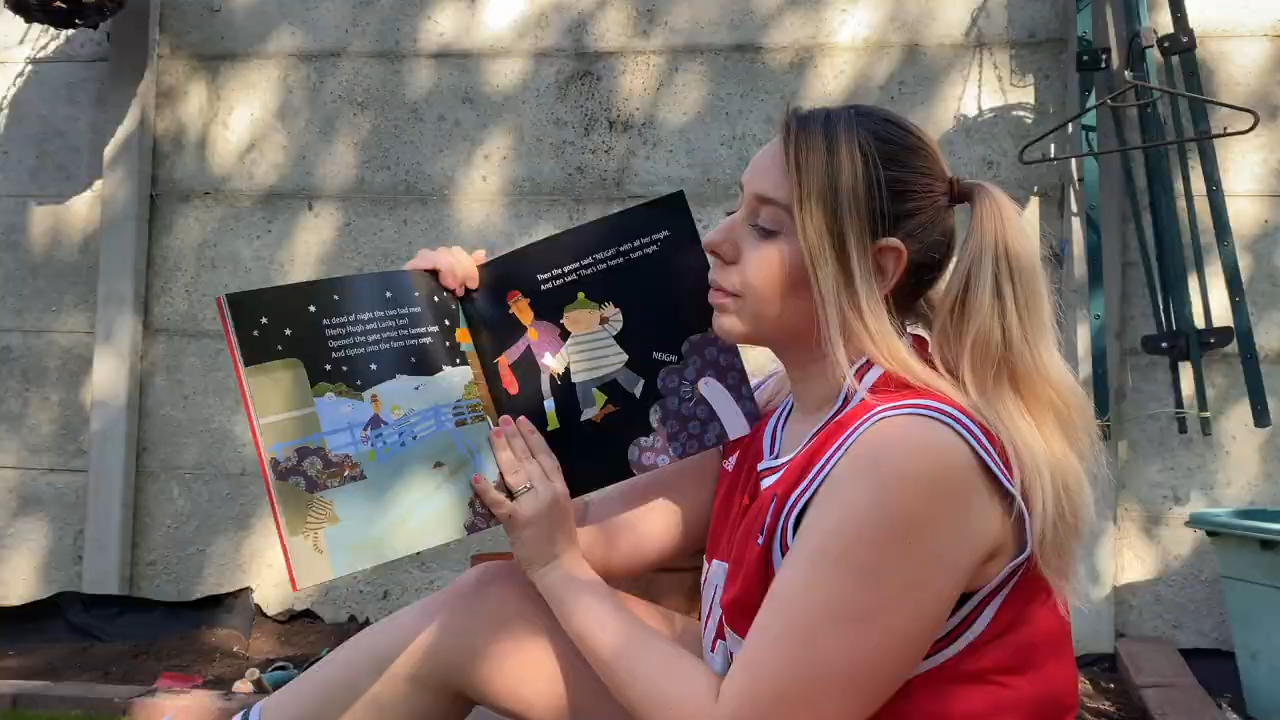 At dead of night the two bad men
(Hefty Hugh and Lanky Len)
Opened the gate while the farmer slept
And tiptoe into the farm they crept.
Then the goose said, "NEIGH!" with all her might.
And Len said, "That's the horse – turn right."
NEIGH!
adidas